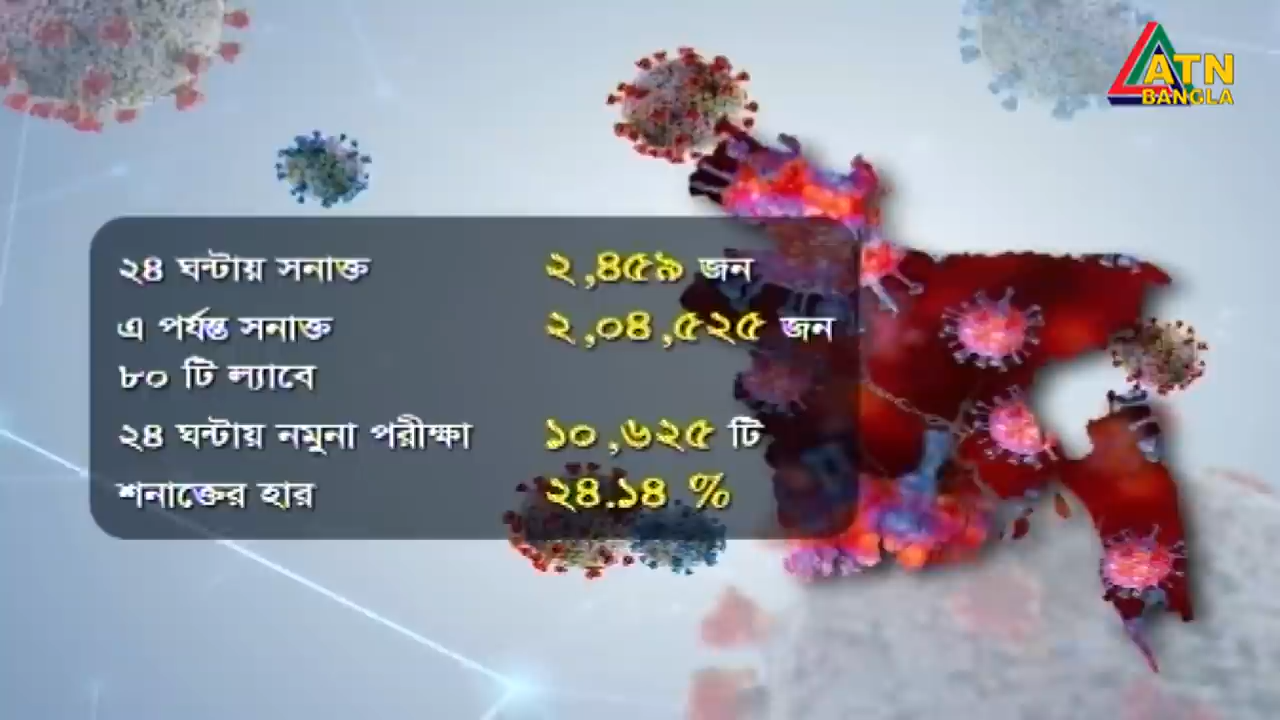 ATN
BANGLA
২৪ ঘন্টায় সনাক্ত ২,৪৫৯ জন
এ পর্যন্ত সনাক্ত ২,০৪,৫২৫ জন
৮০ টি ল্যাবে
২৪ ঘন্টায় নমুনা পরীক্ষা ১০,৬২৫ টি
শনাক্তের হার ২৪.১৪ %